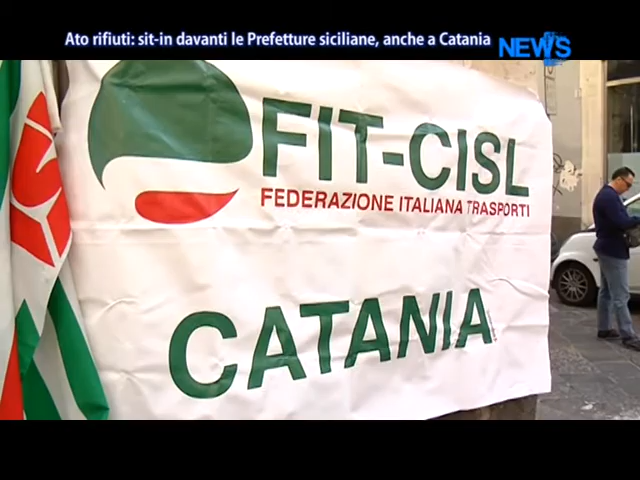 Ato rifiuti: sit-in davanti le Prefetture siciliane, anche a Catania
NEWS
FIT-CISL
FEDERAZIONE ITALIANA TRASPORTI
CATANIA